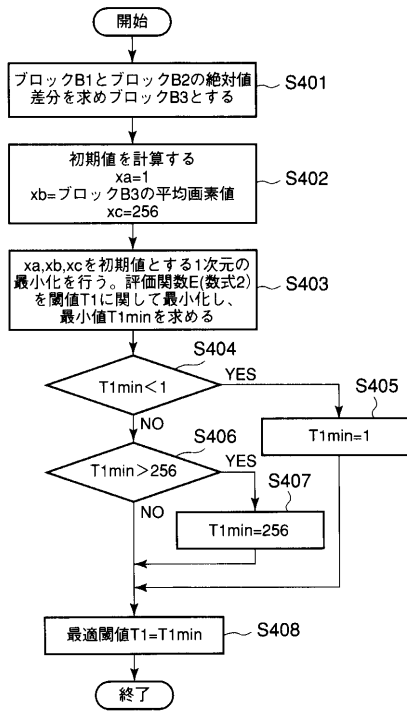 開始
ブロックB1とブロックB2の絶対値
差分を求めブロックB3とする
S401
初期値を計算する
xa=1
xb=ブロックB3の平均画素値
xc=256
S402
xa,xb,xcを初期値とする1次元の
最小化を行う。評価関数E(数式2)
を閾値T1に関して最小化し、
最小値T1minを求める
S403
S404
T1min<1
YES
NO
S405
T1min=1
S406
T1min>256
YES
NO
S407
T1min=256
最適閾値T1=T1min
S408
終了